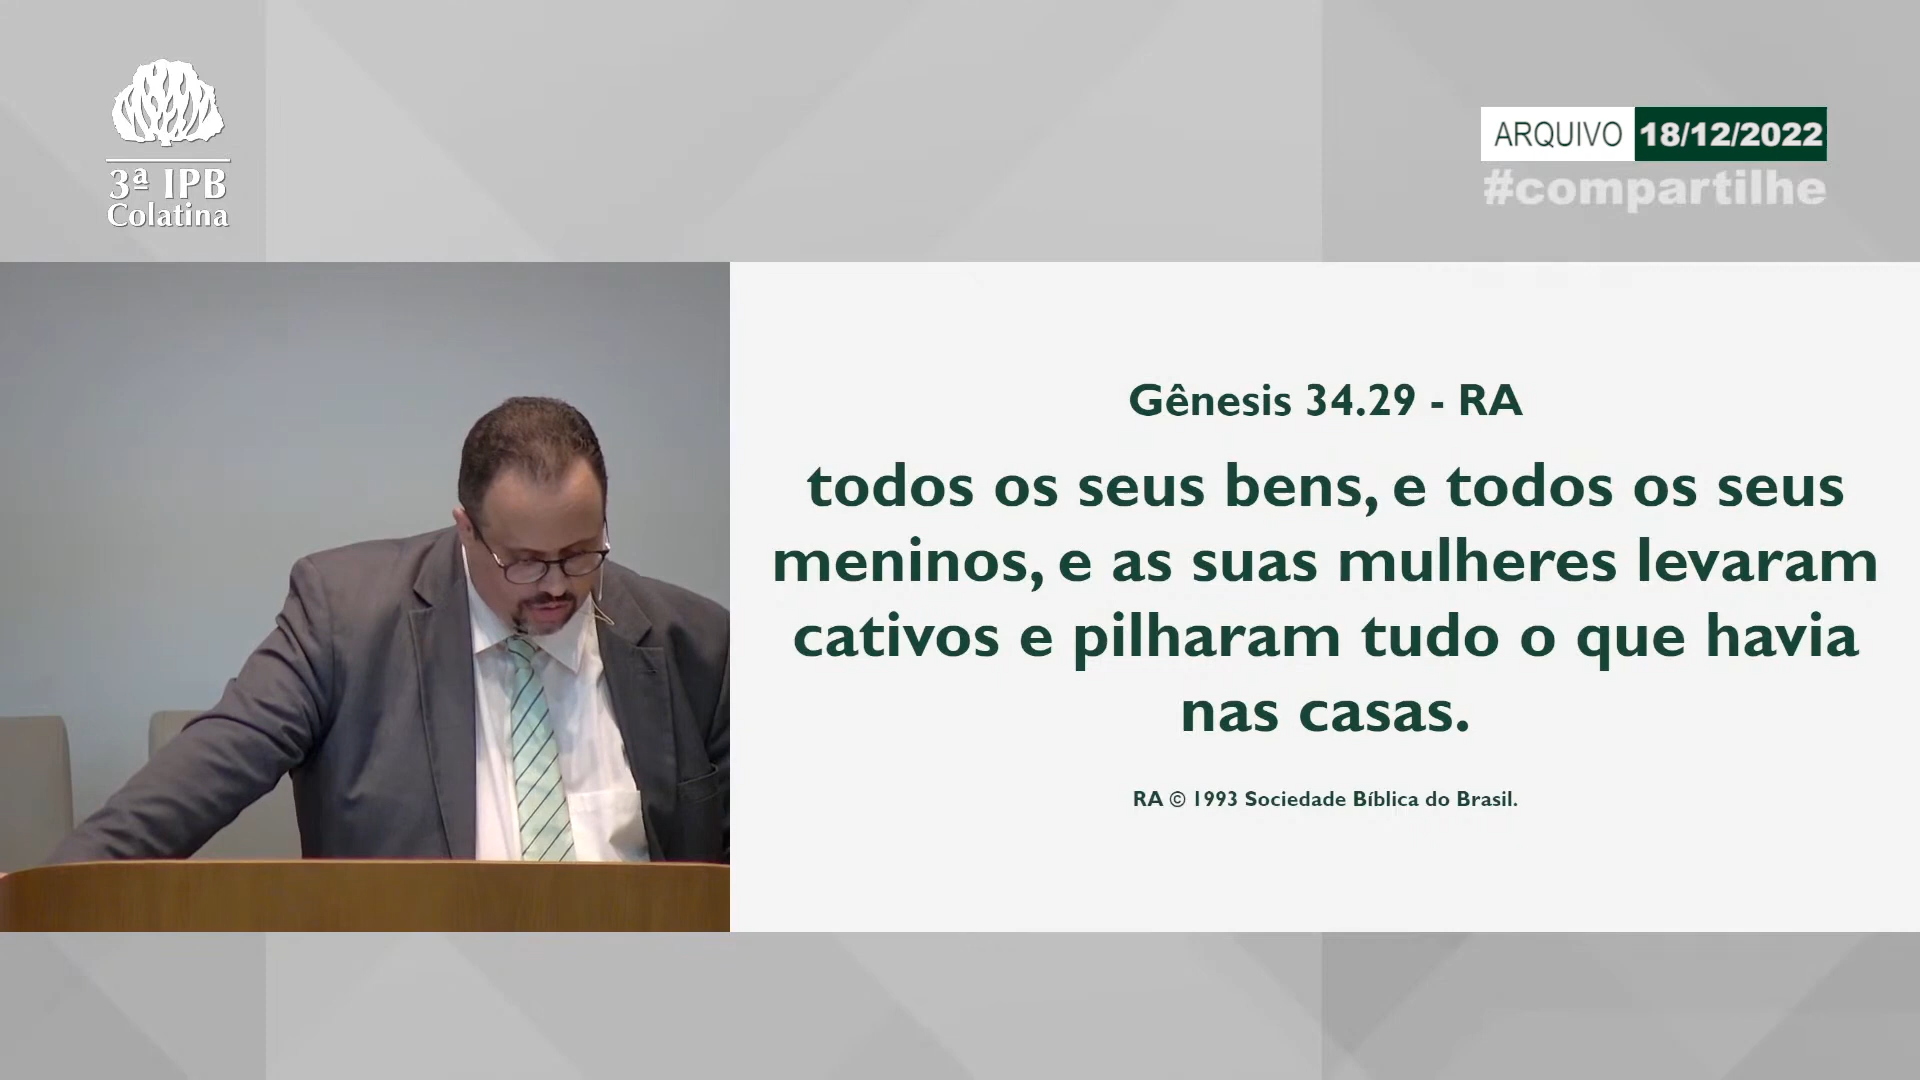 3ª IPB
Colatina
ARQUIVO 18/12/2022
#compartilhe
Gênesis 34.29 - RA
todos os seus bens, e todos os seus
meninos, e as suas mulheres levaram
cativos e pilharam tudo o que havia
nas casas.
RA © 1993 Sociedade Bíblica do Brasil.